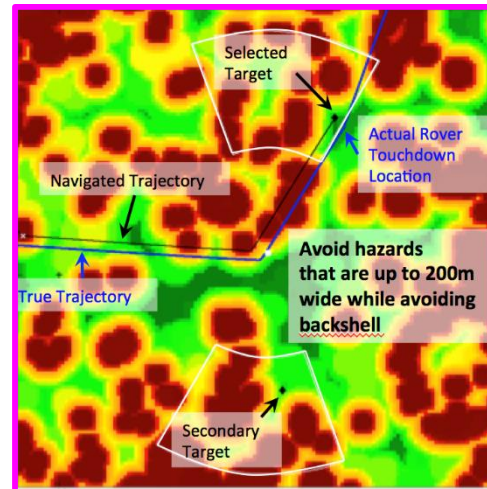 Selected
Target
Actual Rover
Touchdown
Location
Navigated Trajectory
Avoid hazards
that are up to 200m
wide while avoiding
backshell
True Trajectory
Secondary
Target